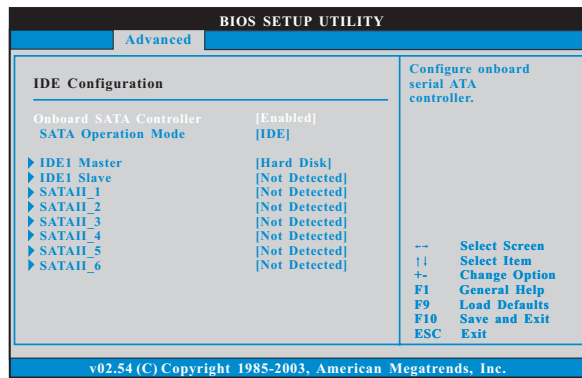 BIOS SETUP UTILITY
Advanced
IDE Configuration
Onboard SATA Controller [Enabled]
SATA Operation Mode [IDE]
IDE1 Master [Hard Disk]
IDE1 Slave [Not Detected]
SATAII_1 [Not Detected]
SATAII_2 [Not Detected]
SATAII_3 [Not Detected]
SATAII_4 [Not Detected]
SATAII_5 [Not Detected]
SATAII_6 [Not Detected]
Configure onboard
serial ATA
controller.
←→ Select Screen
↑↓ Select Item
+- Change Option
F1 General Help
F9 Load Defaults
F10 Save and Exit
ESC Exit
v02.54 (C) Copyright 1985-2003, American Megatrends, Inc.